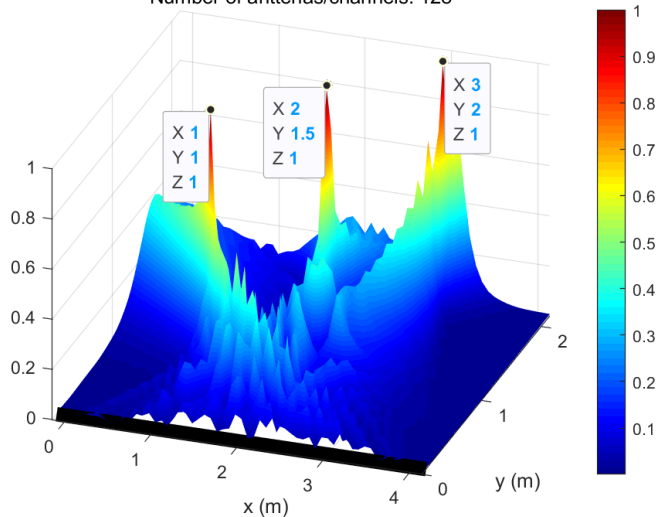 Number of antennas/channels: 128
X 1
Y 1
Z 1
X 2
Y 1.5
Z 1
X 3
Y 2
Z 1
1
0.8
0.6
0.4
0.2
0
0
1
2
3
4
x (m)
0
1
2
y (m)
1
0.9
0.8
0.7
0.6
0.5
0.4
0.3
0.2
0.1